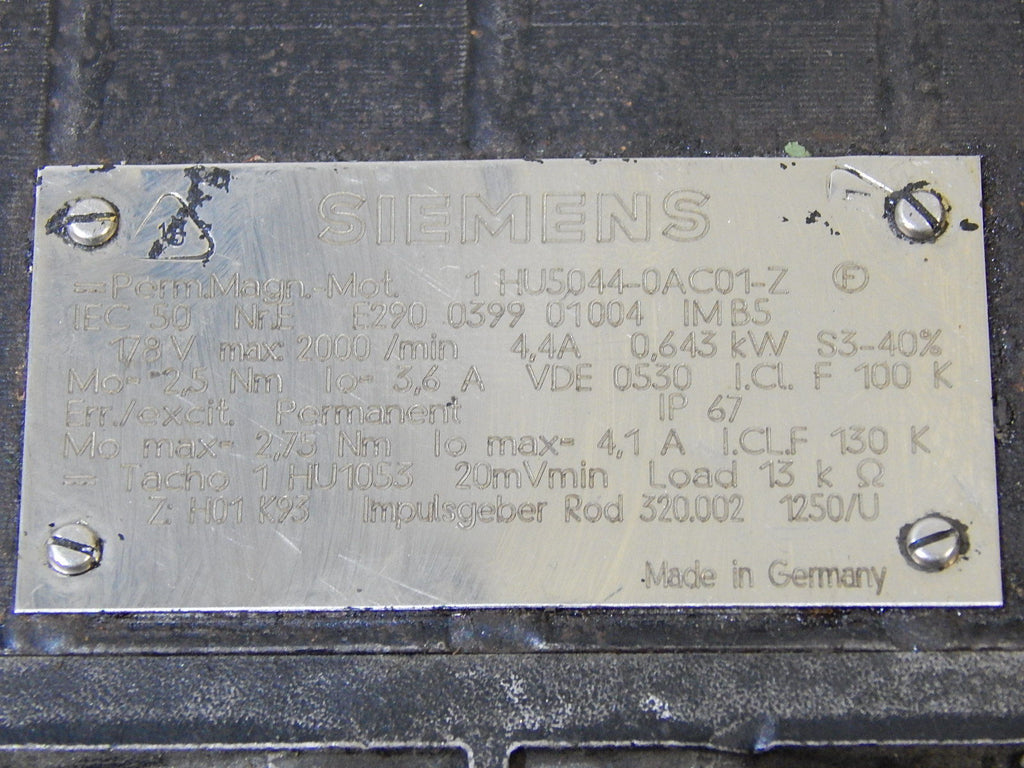 SIEMENS
=Perm.Magn.-Mot. 1 HU5044-0AC01-Z F
IEC 50 Nr.E E290 0399 01004 IM B5
178 V max: 2000 /min 4,4A 0,643 kW S3-40%
Mo- 2,5 Nm Io- 3,6 A VDE 0530 I.Cl. F 100 K
Err./excit. Permanent IP 67
Mo max- 2,75 Nm Io max- 4,1 A I.CL.F 130 K
= Tacho 1 HU1053 20mVmin Load 13 k Ω
Z: H01 K93 Impulsgeber Rod 320.002 1250/U
Made in Germany